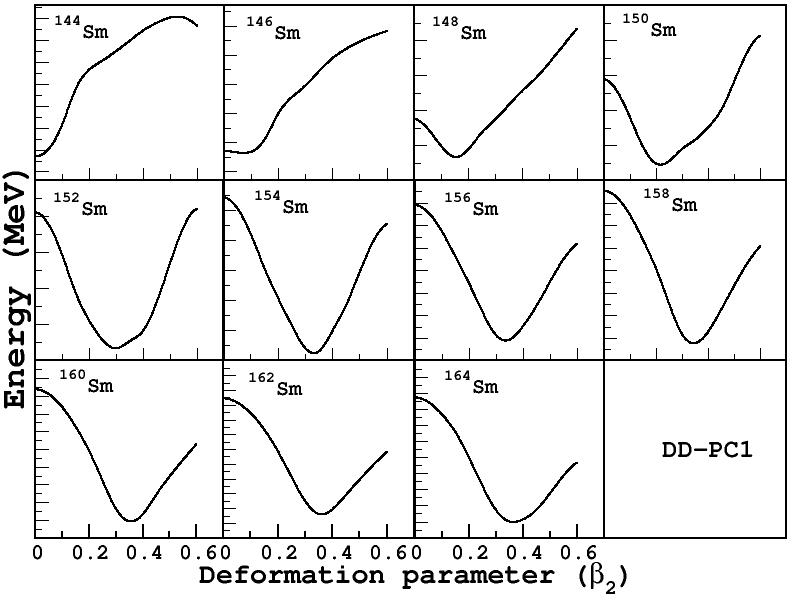 144Sm 146Sm 148Sm 150Sm
152Sm 154Sm 156Sm 158Sm
160Sm 162Sm 164Sm
DD-PC1
Energy (MeV)
0 0.2 0.4 0.6 0 0.2 0.4 0.6 0 0.2 0.4 0.6
Deformation parameter (β2)